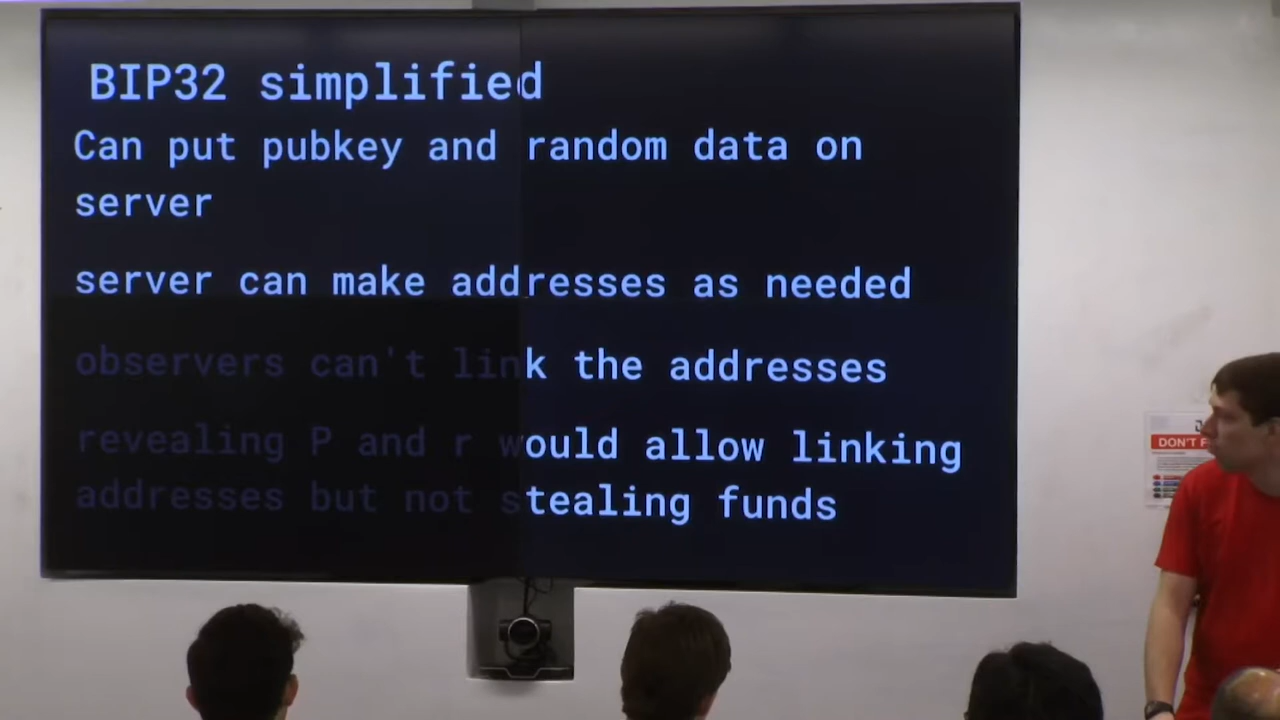 BIP32 simplified
Can put pubkey and random data on
server
server can make addresses as needed
observers can't link the addresses
revealing P and r would allow linking
addresses but not stealing funds
DON'T F